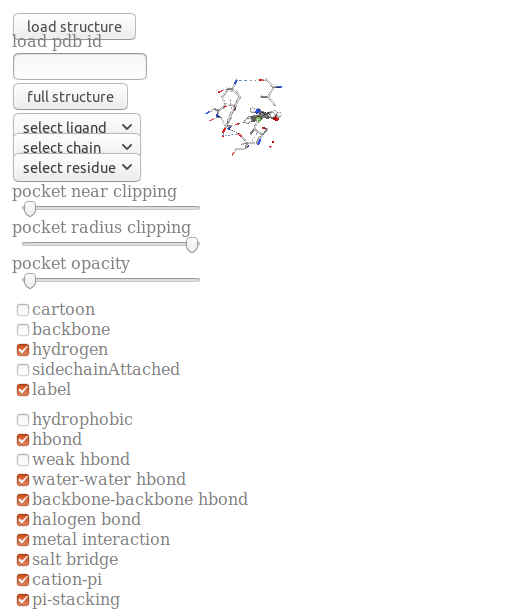 load structure
load pdb id
full structure
select ligand
select chain
select residue
pocket near clipping
pocket radius clipping
pocket opacity
cartoon
backbone
hydrogen
sidechainAttached
label
hydrophobic
hbond
weak hbond
water-water hbond
backbone-backbone hbond
halogen bond
metal interaction
salt bridge
cation-pi
pi-stacking